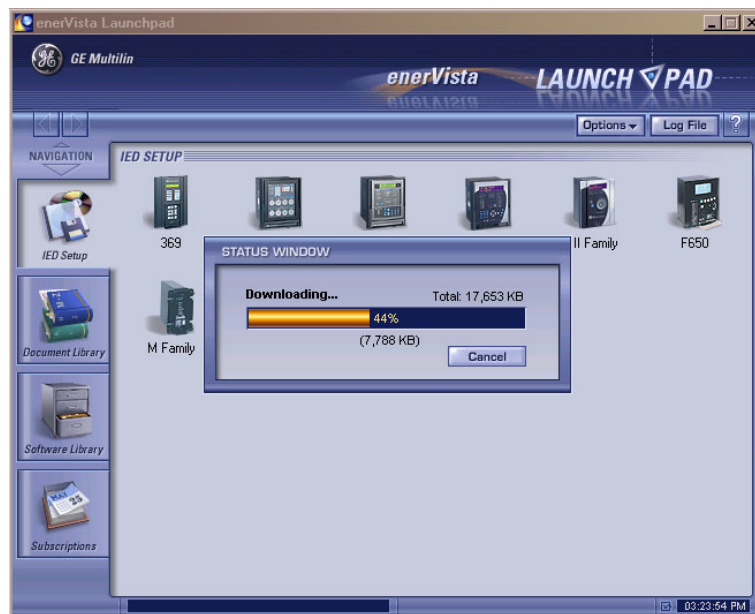 enerVista Launchpad
GE Multilin
enerVista LAUNCH PAD
Options Log File ?
NAVIGATION
IED SETUP
IED Setup
369
II Family
F650
STATUS WINDOW
Downloading... Total: 17,653 KB
44%
(7,788 KB)
Cancel
M Family
Document Library
Software Library
Subscriptions
03:23:54 PM